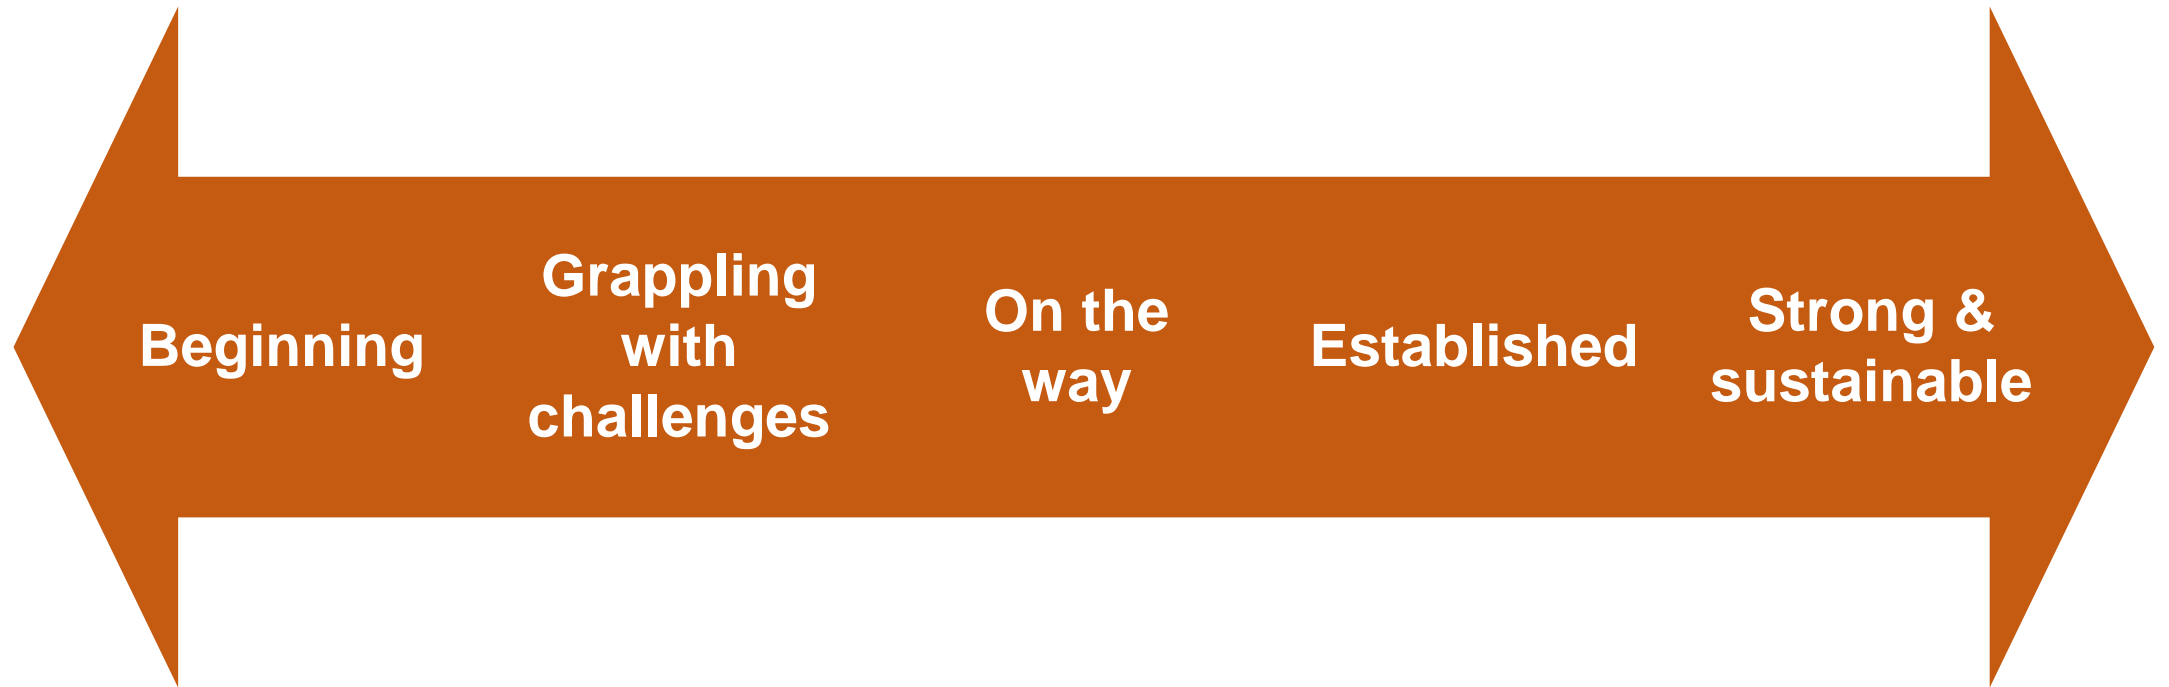 Beginning
Grappling
with
challenges
On the
way
Established
Strong &
sustainable